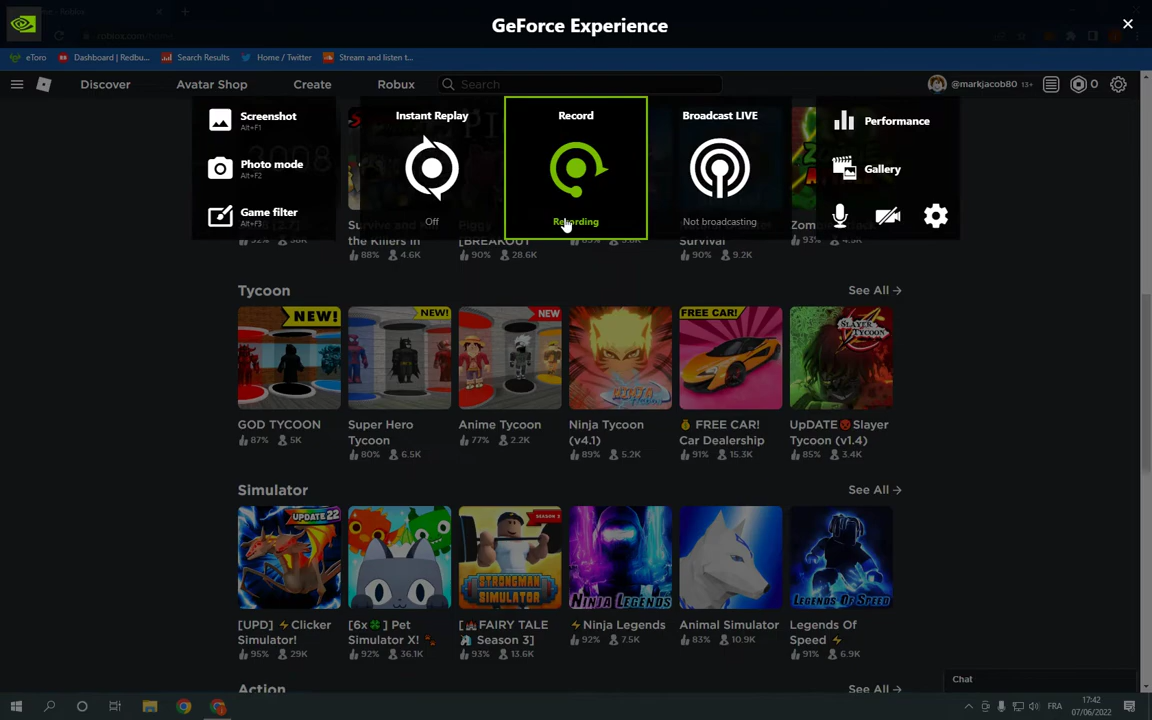 GeForce Experience
eToro
Dashboard | Redbu...
Search Results
Home / Twitter
Stream and listen t...
Discover
Avatar Shop
Create
Robux
Search
@markjacob80 13+
0
Screenshot
Alt+F1
Photo mode
Alt+F2
Game filter
Alt+F3
Instant Replay
Off
Record
Recording
Broadcast LIVE
Not broadcasting
Performance
Gallery
the Killers in
Survival
88% 4.6K
90% 28.6K
90% 9.2K
Tycoon
See All →
NEW!
NEW!
NEW
FREE CAR!
SLAYER
TYCOON
NINJA
TYCOON
GOD TYCOON
87% 5K
Super Hero
Tycoon
80% 6.5K
Anime Tycoon
77% 2.2K
Ninja Tycoon
(v4.1)
89% 5.2K
💰 FREE CAR!
Car Dealership
91% 15.3K
UpDATE😡Slayer
Tycoon (v1.4)
85% 3.4K
Simulator
See All →
UPDATE 22
SEASON 3
STRONGMAN
SIMULATOR
NINJA LEGENDS
LEGENDS OF SPEED
[UPD] ⚡Clicker
Simulator!
95% 29K
[6x🍀] Pet
Simulator X! 🐾
92% 36.1K
[🏰FAIRY TALE
🦄 Season 3]
93% 13.6K
⚡Ninja Legends
92% 7.5K
Animal Simulator
83% 10.9K
Legends Of
Speed ⚡
91% 6.9K
Action
See All →
Chat
FRA
17:42
07/06/2022